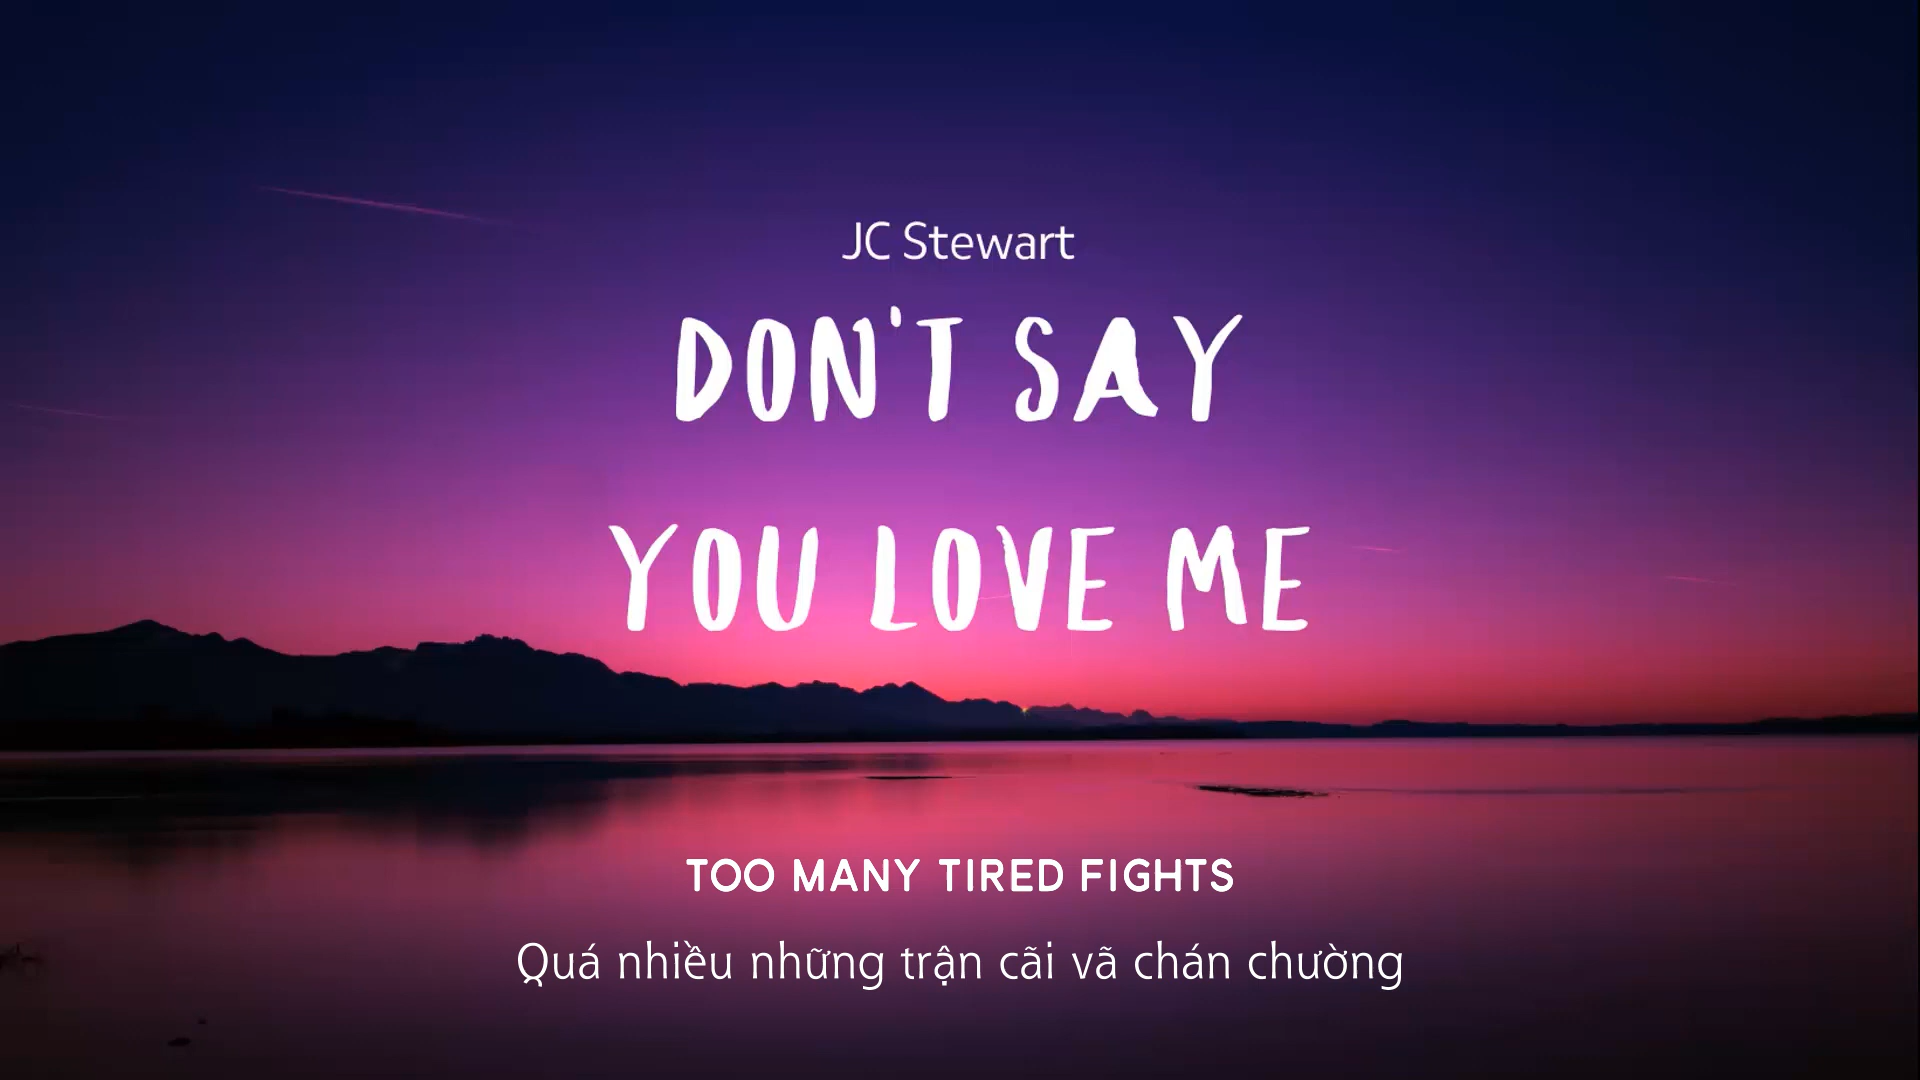 JC Stewart
DON'T SAY
YOU LOVE ME
TOO MANY TIRED FIGHTS
Quá nhiều những trận cãi vã chán chường